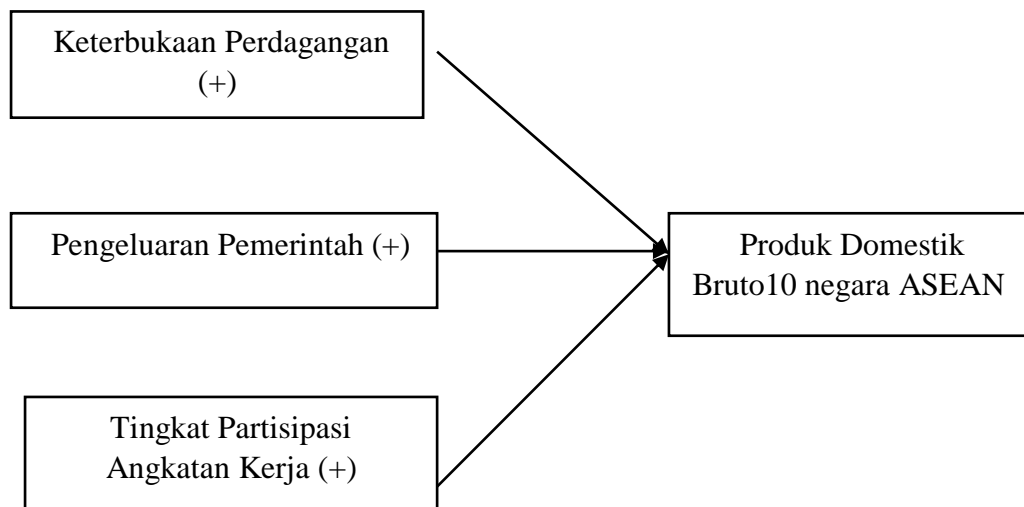 Keterbukaan Perdagangan
(+)
Pengeluaran Pemerintah (+)
Produk Domestik
Bruto10 negara ASEAN
Tingkat Partisipasi
Angkatan Kerja (+)